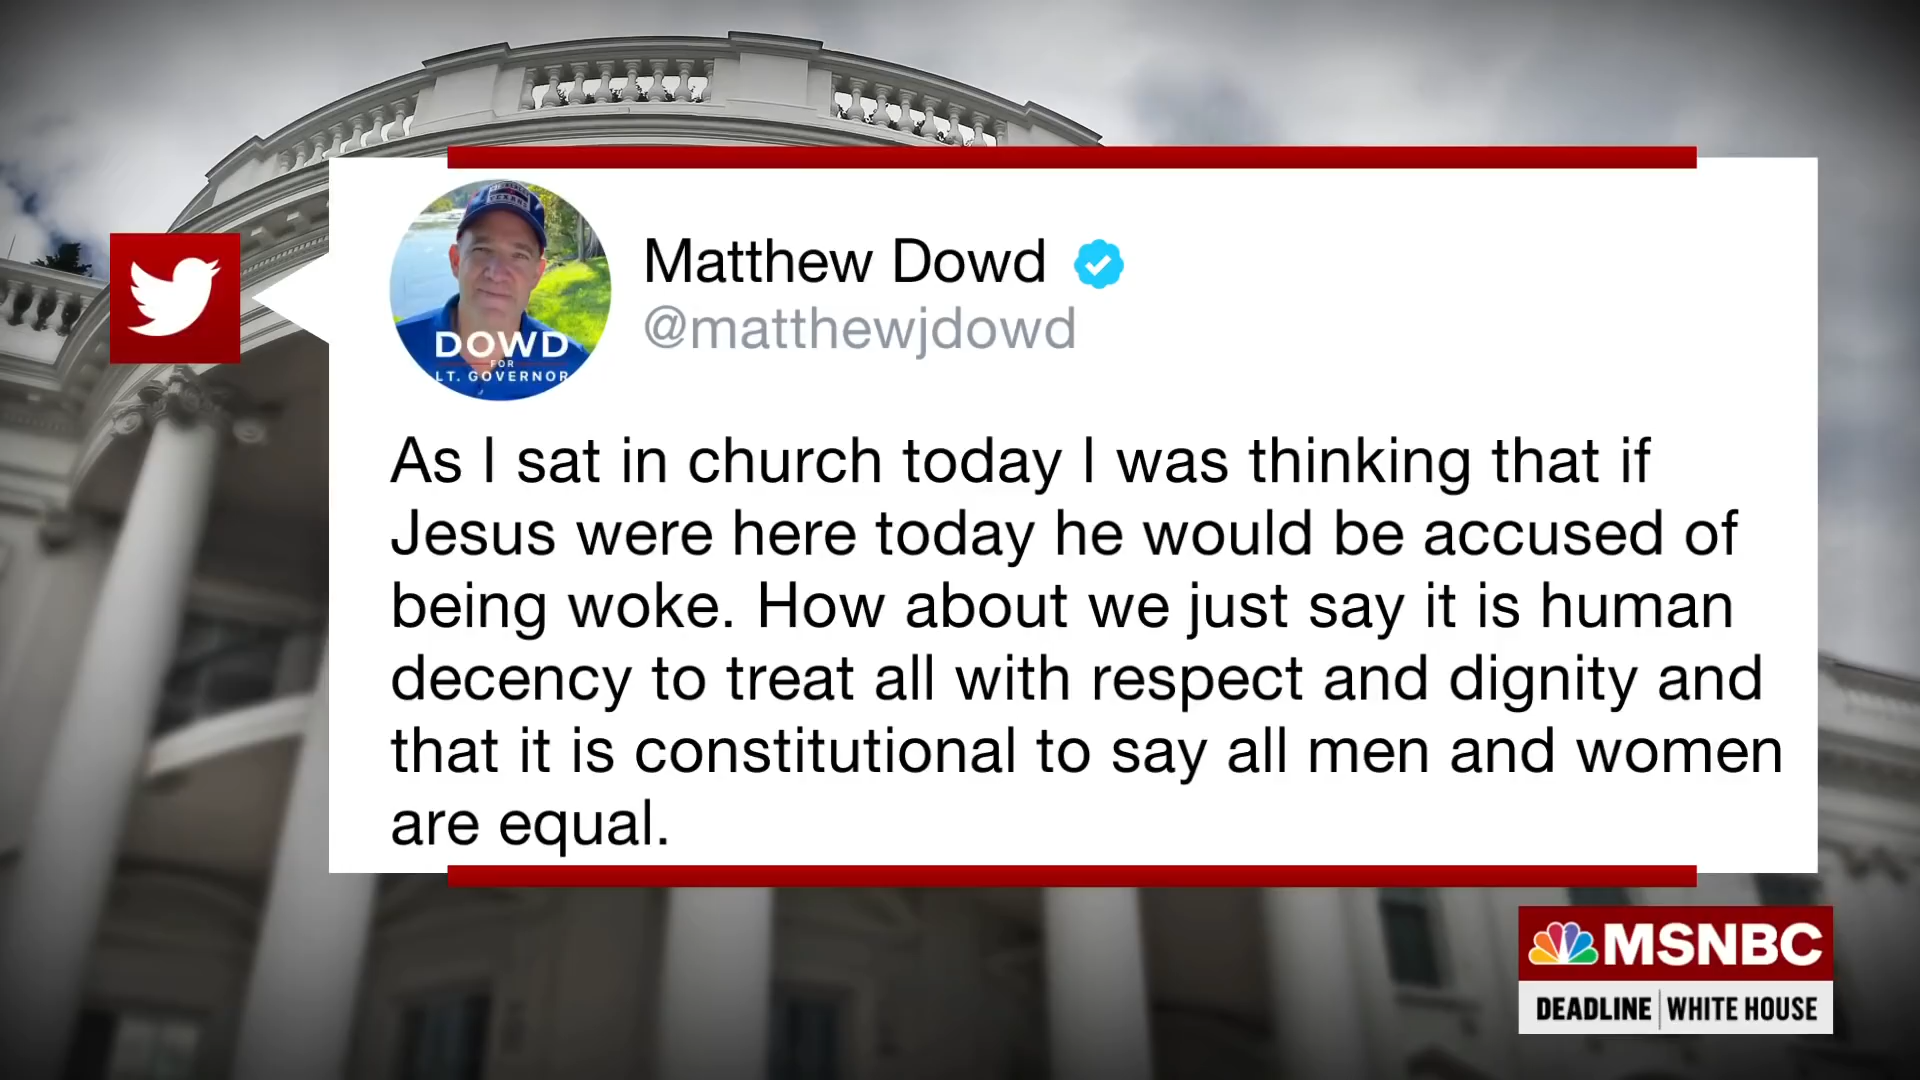 Matthew Dowd
@matthewjdowd
DOWD
FOR
LT. GOVERNOR
As I sat in church today I was thinking that if
Jesus were here today he would be accused of
being woke. How about we just say it is human
decency to treat all with respect and dignity and
that it is constitutional to say all men and women
are equal.
MSNBC
DEADLINE WHITE HOUSE